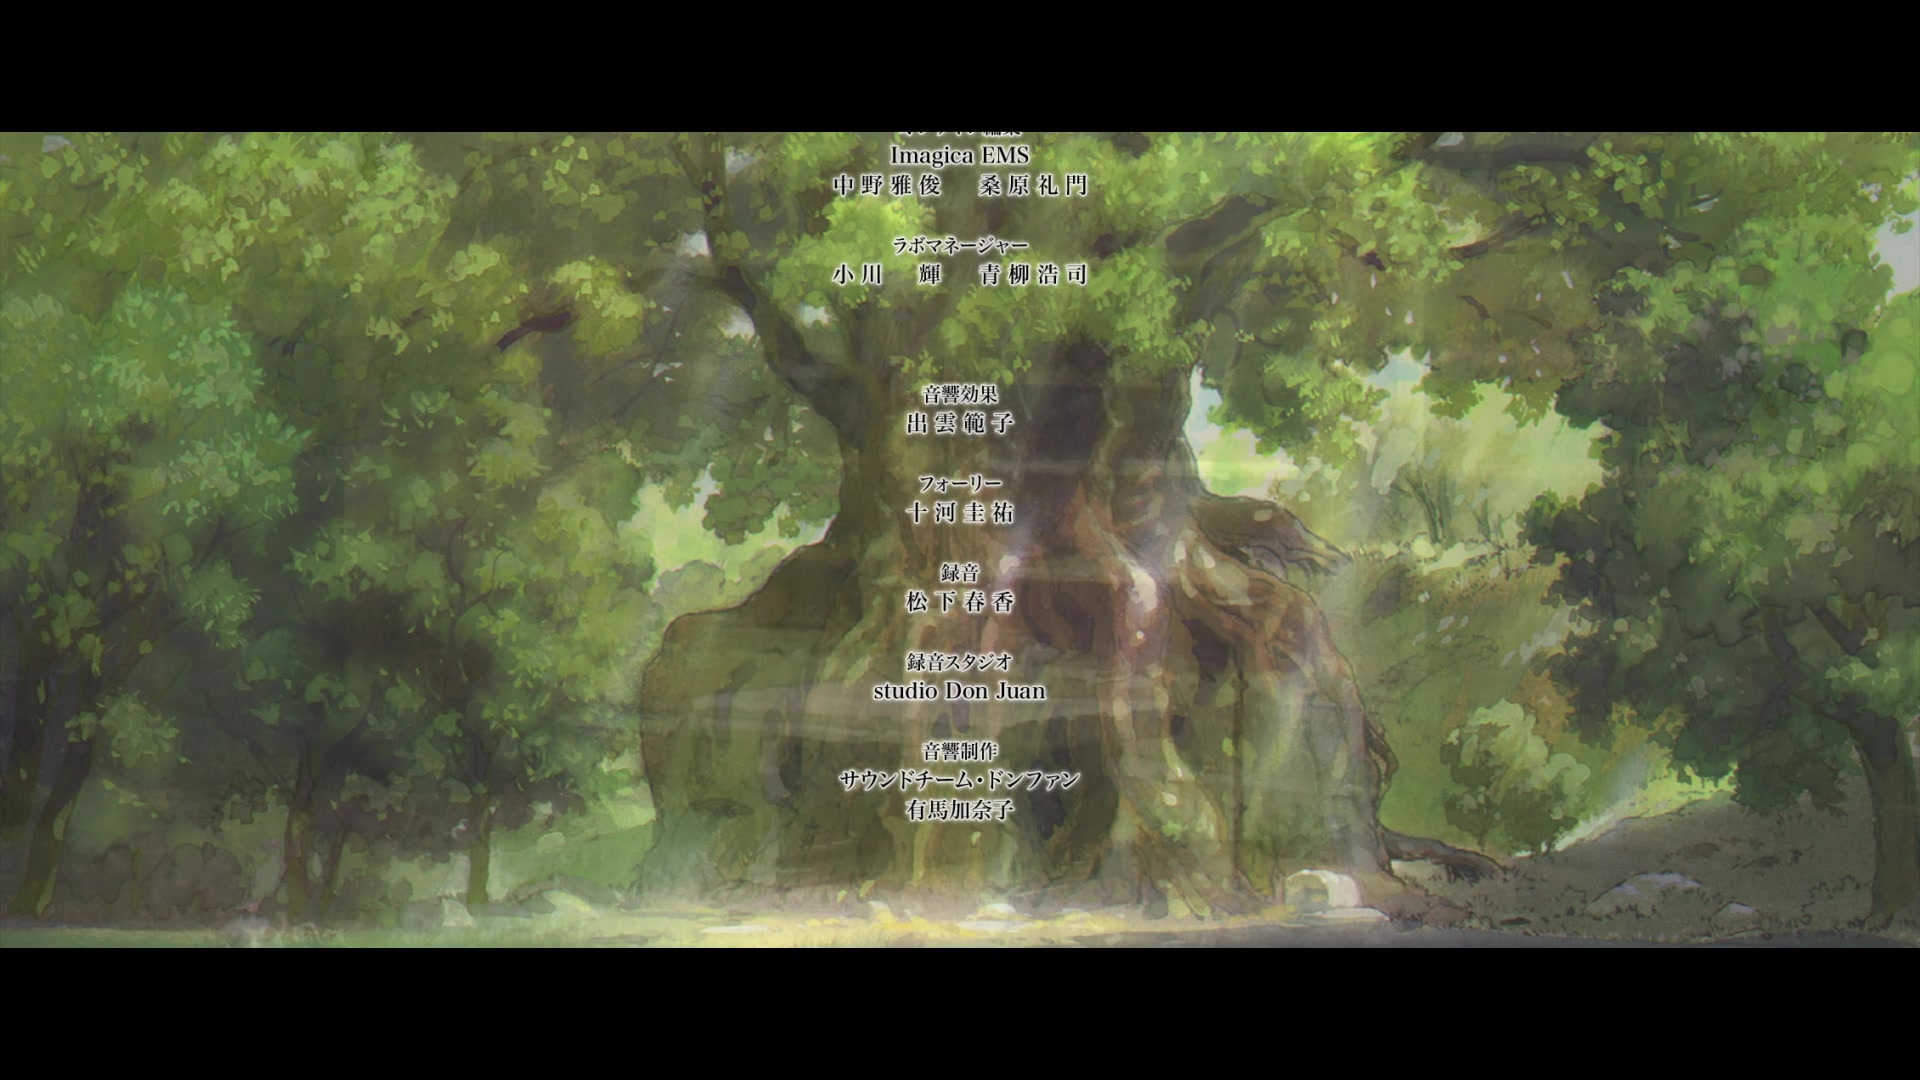 Imagica EMS
中野雅俊　桑原礼門
ラボマネージャー
小川　輝　青柳浩司
音響効果
出雲範子
フォーリー
十河圭祐
録音
松下春香
録音スタジオ
studio Don Juan
音響制作
サウンドチーム・ドンファン
有馬加奈子